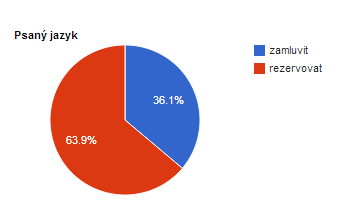 Psaný jazyk
zamluvit
rezervovat
36.1%
63.9%